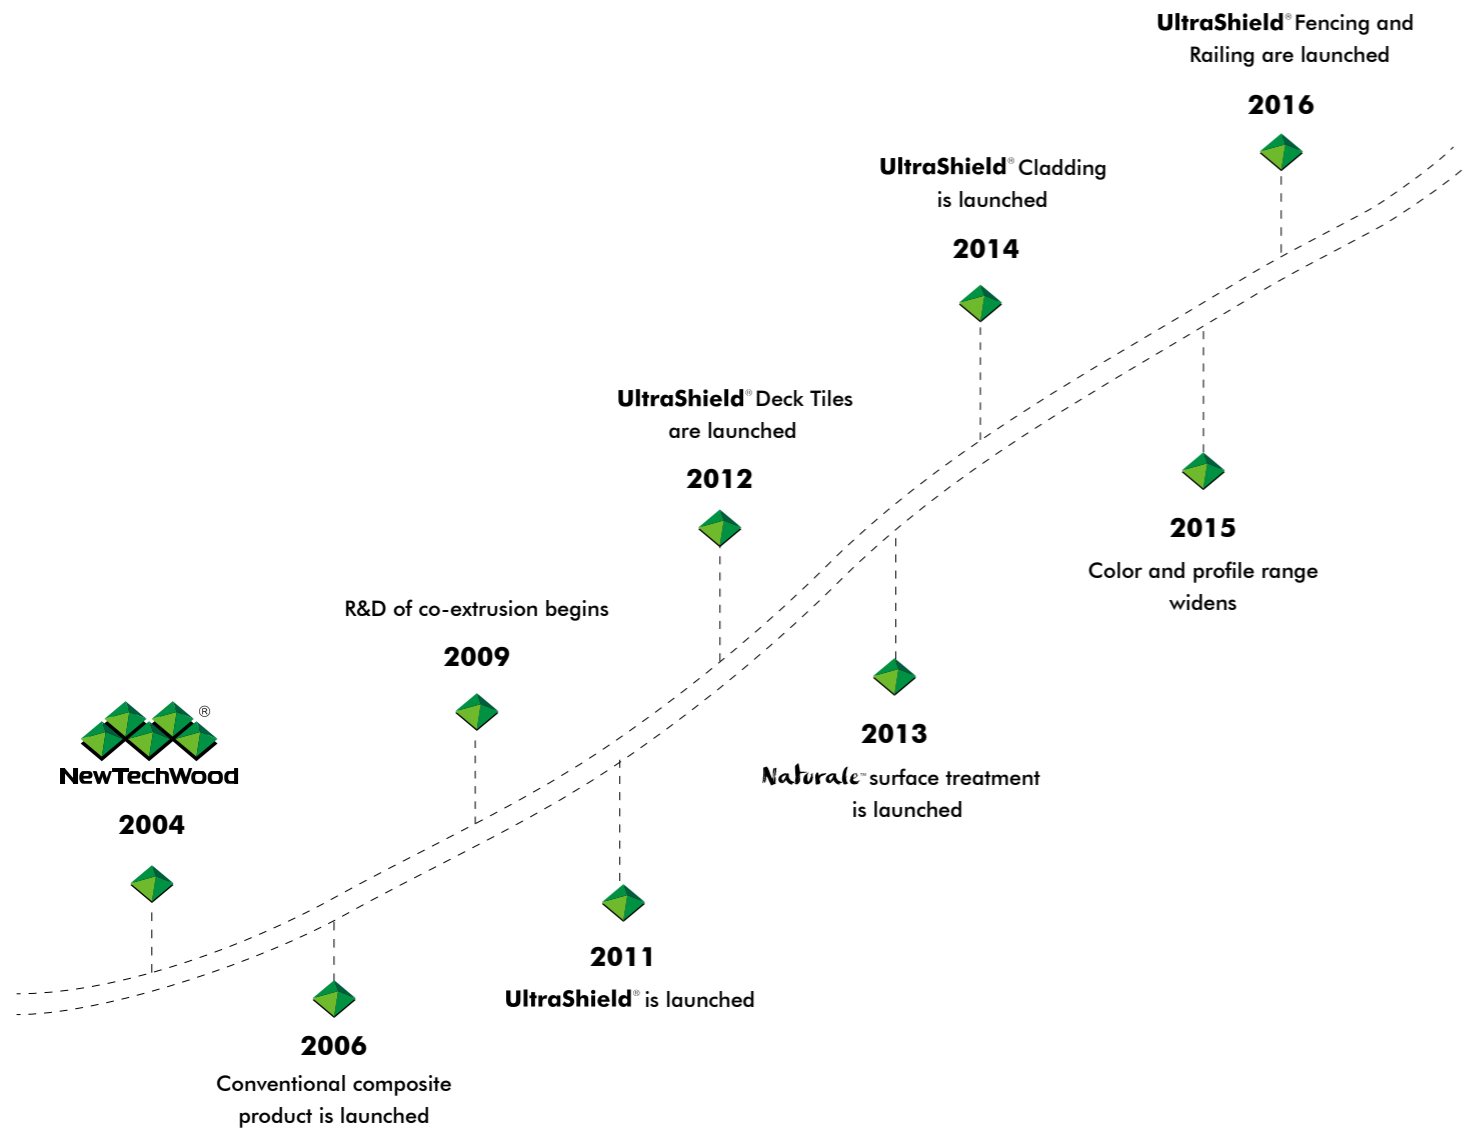 UltraShield® Fencing and
Railing are launched
2016
UltraShield® Cladding
is launched
2014
UltraShield® Deck Tiles
are launched
2012
2015
Color and profile range
widens
R&D of co-extrusion begins
2009
2013
Naturale™ surface treatment
is launched
®
NewTechWood
2004
2011
UltraShield® is launched
2006
Conventional composite
product is launched